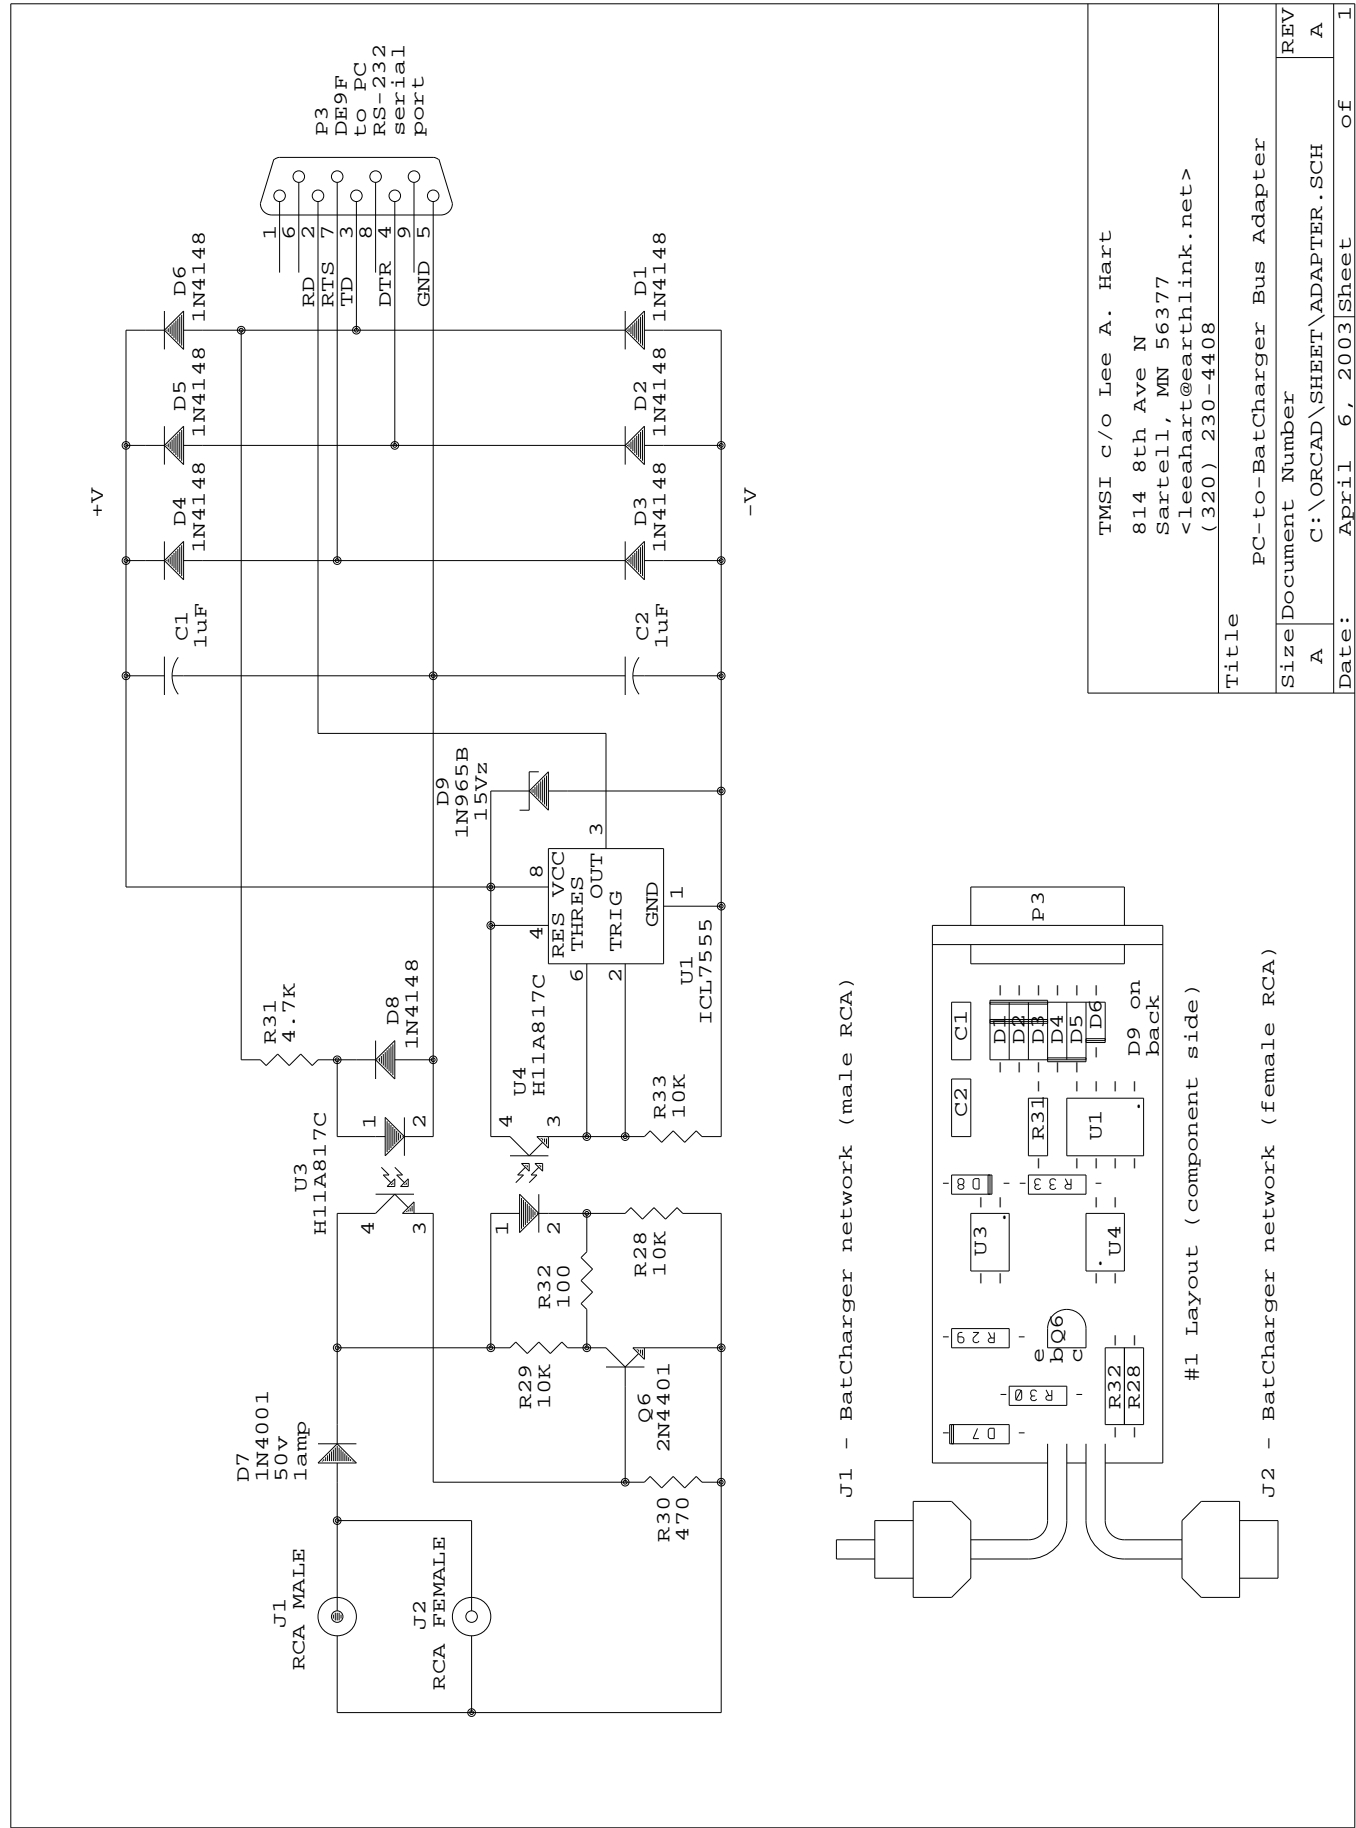 +V
-V
D6
1N4148
D5
1N4148
D4
1N4148
D1
1N4148
D2
1N4148
D3
1N4148
P3
DE9F
to PC
RS-232
serial
port
1
6
2
7
3
8
4
9
5
RD
RTS
TD
DTR
GND
C1
1uF
C2
1uF
D9
1N965B
15Vz
R31
4.7K
D8
1N4148
U3
H11A817C
1
2
4
3
U4
H11A817C
4
3
1
2
RES VCC
THRES
OUT
TRIG
GND
8
4
6
2
3
1
U1
ICL7555
R33
10K
R32
100
R28
10K
R29
10K
Q6
2N4401
R30
470
D7
1N4001
50v
1amp
J1
RCA MALE
J2
RCA FEMALE
J1 - BatCharger network (male RCA)
P3
C1
C2
D1
D2
D3
D4
D5
D6
D9 on
back
R31
U1
D8
R33
U3
U4
R29
e
bQ6
c
R30
R32
R28
D7
#1 Layout (component side)
J2 - BatCharger network (female RCA)
TMSI c/o Lee A. Hart
814 8th Ave N
Sartell, MN 56377
<leeahart@earthlink.net>
(320) 230-4408
Title
PC-to-BatCharger Bus Adapter
Size Document Number REV
A C:\ORCAD\SHEET\ADAPTER.SCH A
Date: April 6, 2003 Sheet of 1